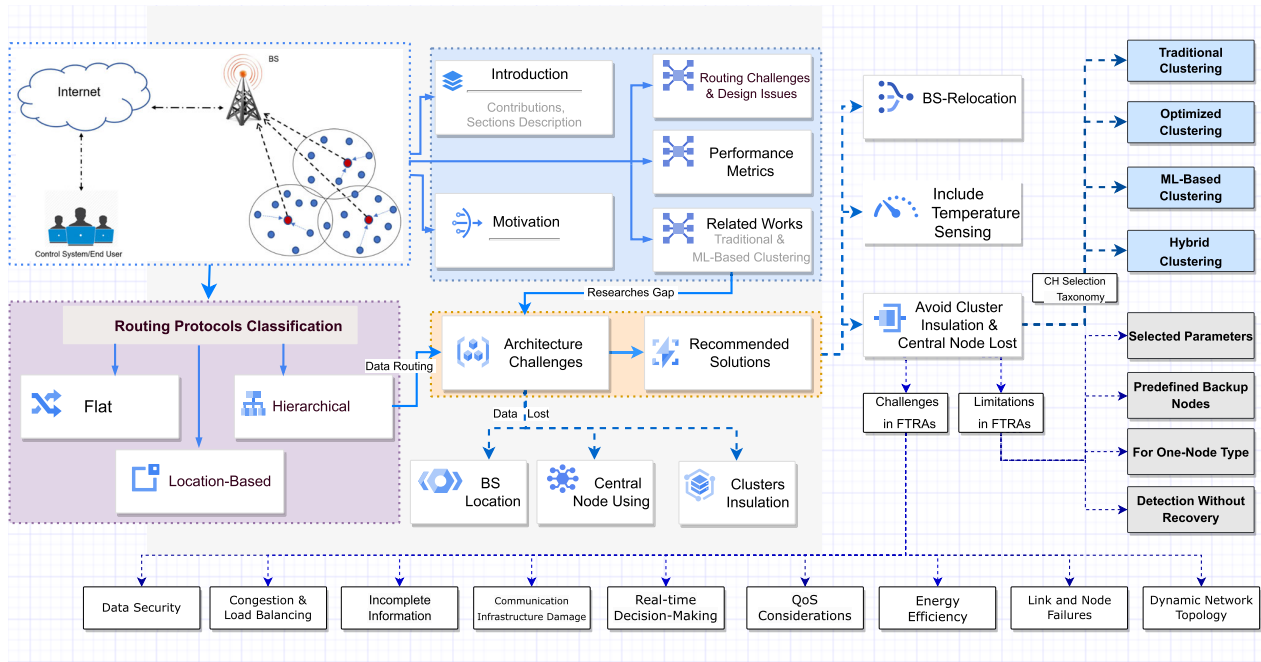 BS
Internet
Control System/End User
Introduction
Contributions,
Sections Description
Motivation
Routing Challenges
& Design Issues
Performance
Metrics
Related Works
Traditional &
ML-Based Clustering
Researches Gap
Routing Protocols Classification
Flat
Hierarchical
Location-Based
Data Routing
Architecture
Challenges
Recommended
Solutions
Data Lost
BS
Location
Central
Node Using
Clusters
Insulation
BS-Relocation
Include
Temperature
Sensing
Avoid Cluster
Insulation &
Central Node Lost
CH Selection
Taxonomy
Traditional
Clustering
Optimized
Clustering
ML-Based
Clustering
Hybrid
Clustering
Challenges
in FTRAs
Limitations
in FTRAs
Selected Parameters
Predefined Backup
Nodes
For One-Node Type
Detection Without
Recovery
Data Security
Congestion &
Load Balancing
Incomplete
Information
Communication
Infrastructure Damage
Real-time
Decision-Making
QoS
Considerations
Energy
Efficiency
Link and Node
Failures
Dynamic Network
Topology